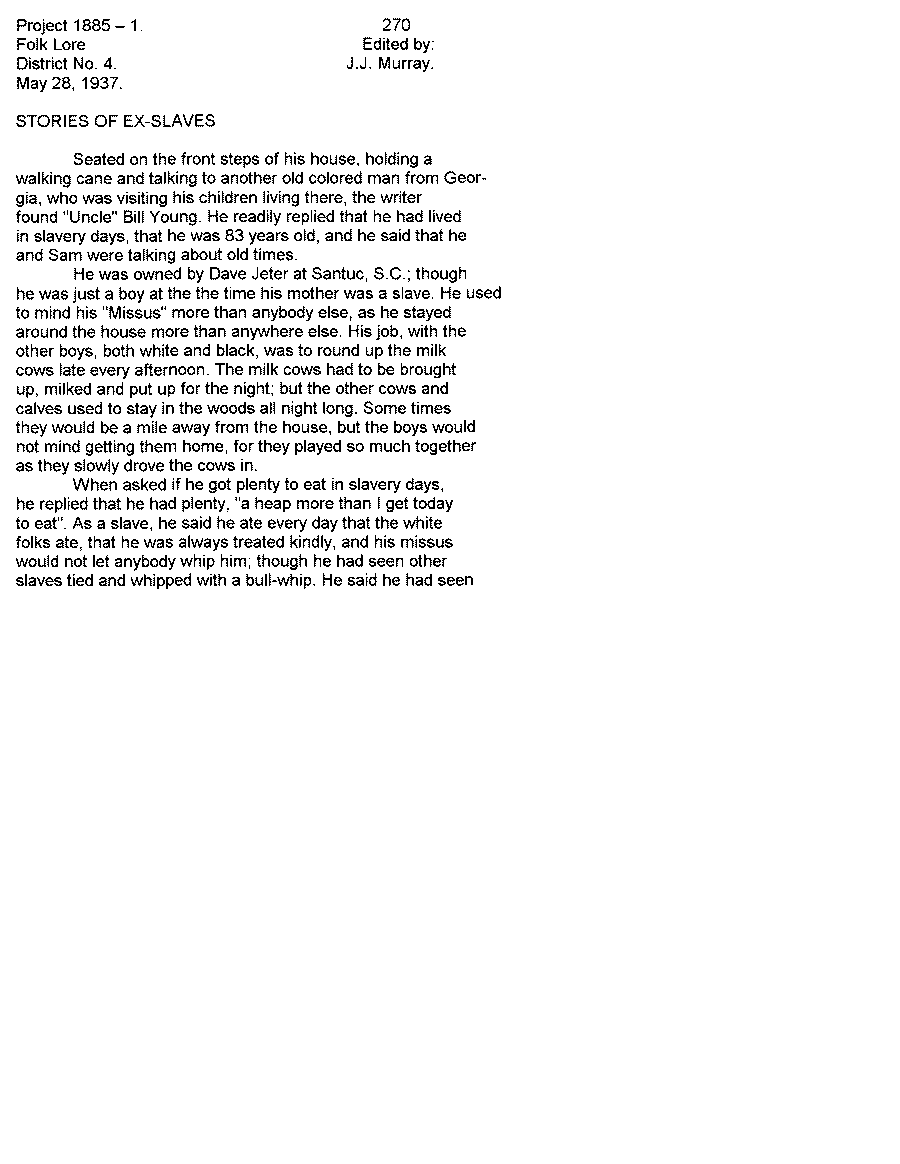 Project 1885 – 1. 270
Folk Lore Edited by:
District No. 4. J.J. Murray.
May 28, 1937.
STORIES OF EX-SLAVES
Seated on the front steps of his house, holding a
walking cane and talking to another old colored man from Geor-
gia, who was visiting his children living there, the writer
found "Uncle" Bill Young. He readily replied that he had lived
in slavery days, that he was 83 years old, and he said that he
and Sam were talking about old times.
He was owned by Dave Jeter at Santuc, S.C.; though
he was just a boy at the the time his mother was a slave. He used
to mind his "Missus" more than anybody else, as he stayed
around the house more than anywhere else. His job, with the
other boys, both white and black, was to round up the milk
cows late every afternoon. The milk cows had to be brought
up, milked and put up for the night; but the other cows and
calves used to stay in the woods all night long. Some times
they would be a mile away from the house, but the boys would
not mind getting them home, for they played so much together
as they slowly drove the cows in.
When asked if he got plenty to eat in slavery days,
he replied that he had plenty, "a heap more than I get today
to eat". As a slave, he said he ate every day that the white
folks ate, that he was always treated kindly, and his missus
would not let anybody whip him; though he had seen other
slaves tied and whipped with a bull-whip. He said he had seen